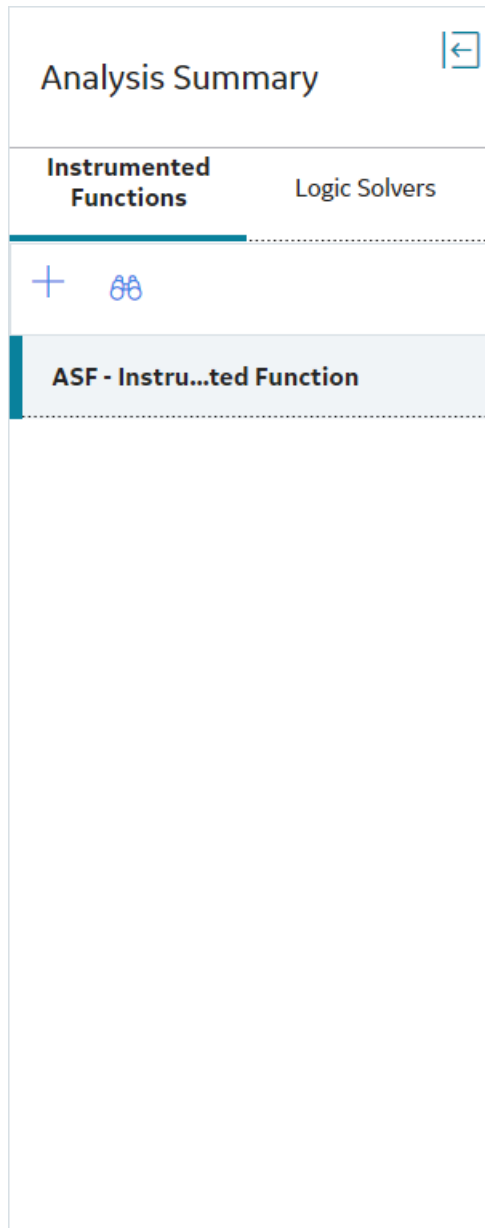 Analysis Summary
Instrumented
Functions
Logic Solvers
ASF - Instru...ted Function